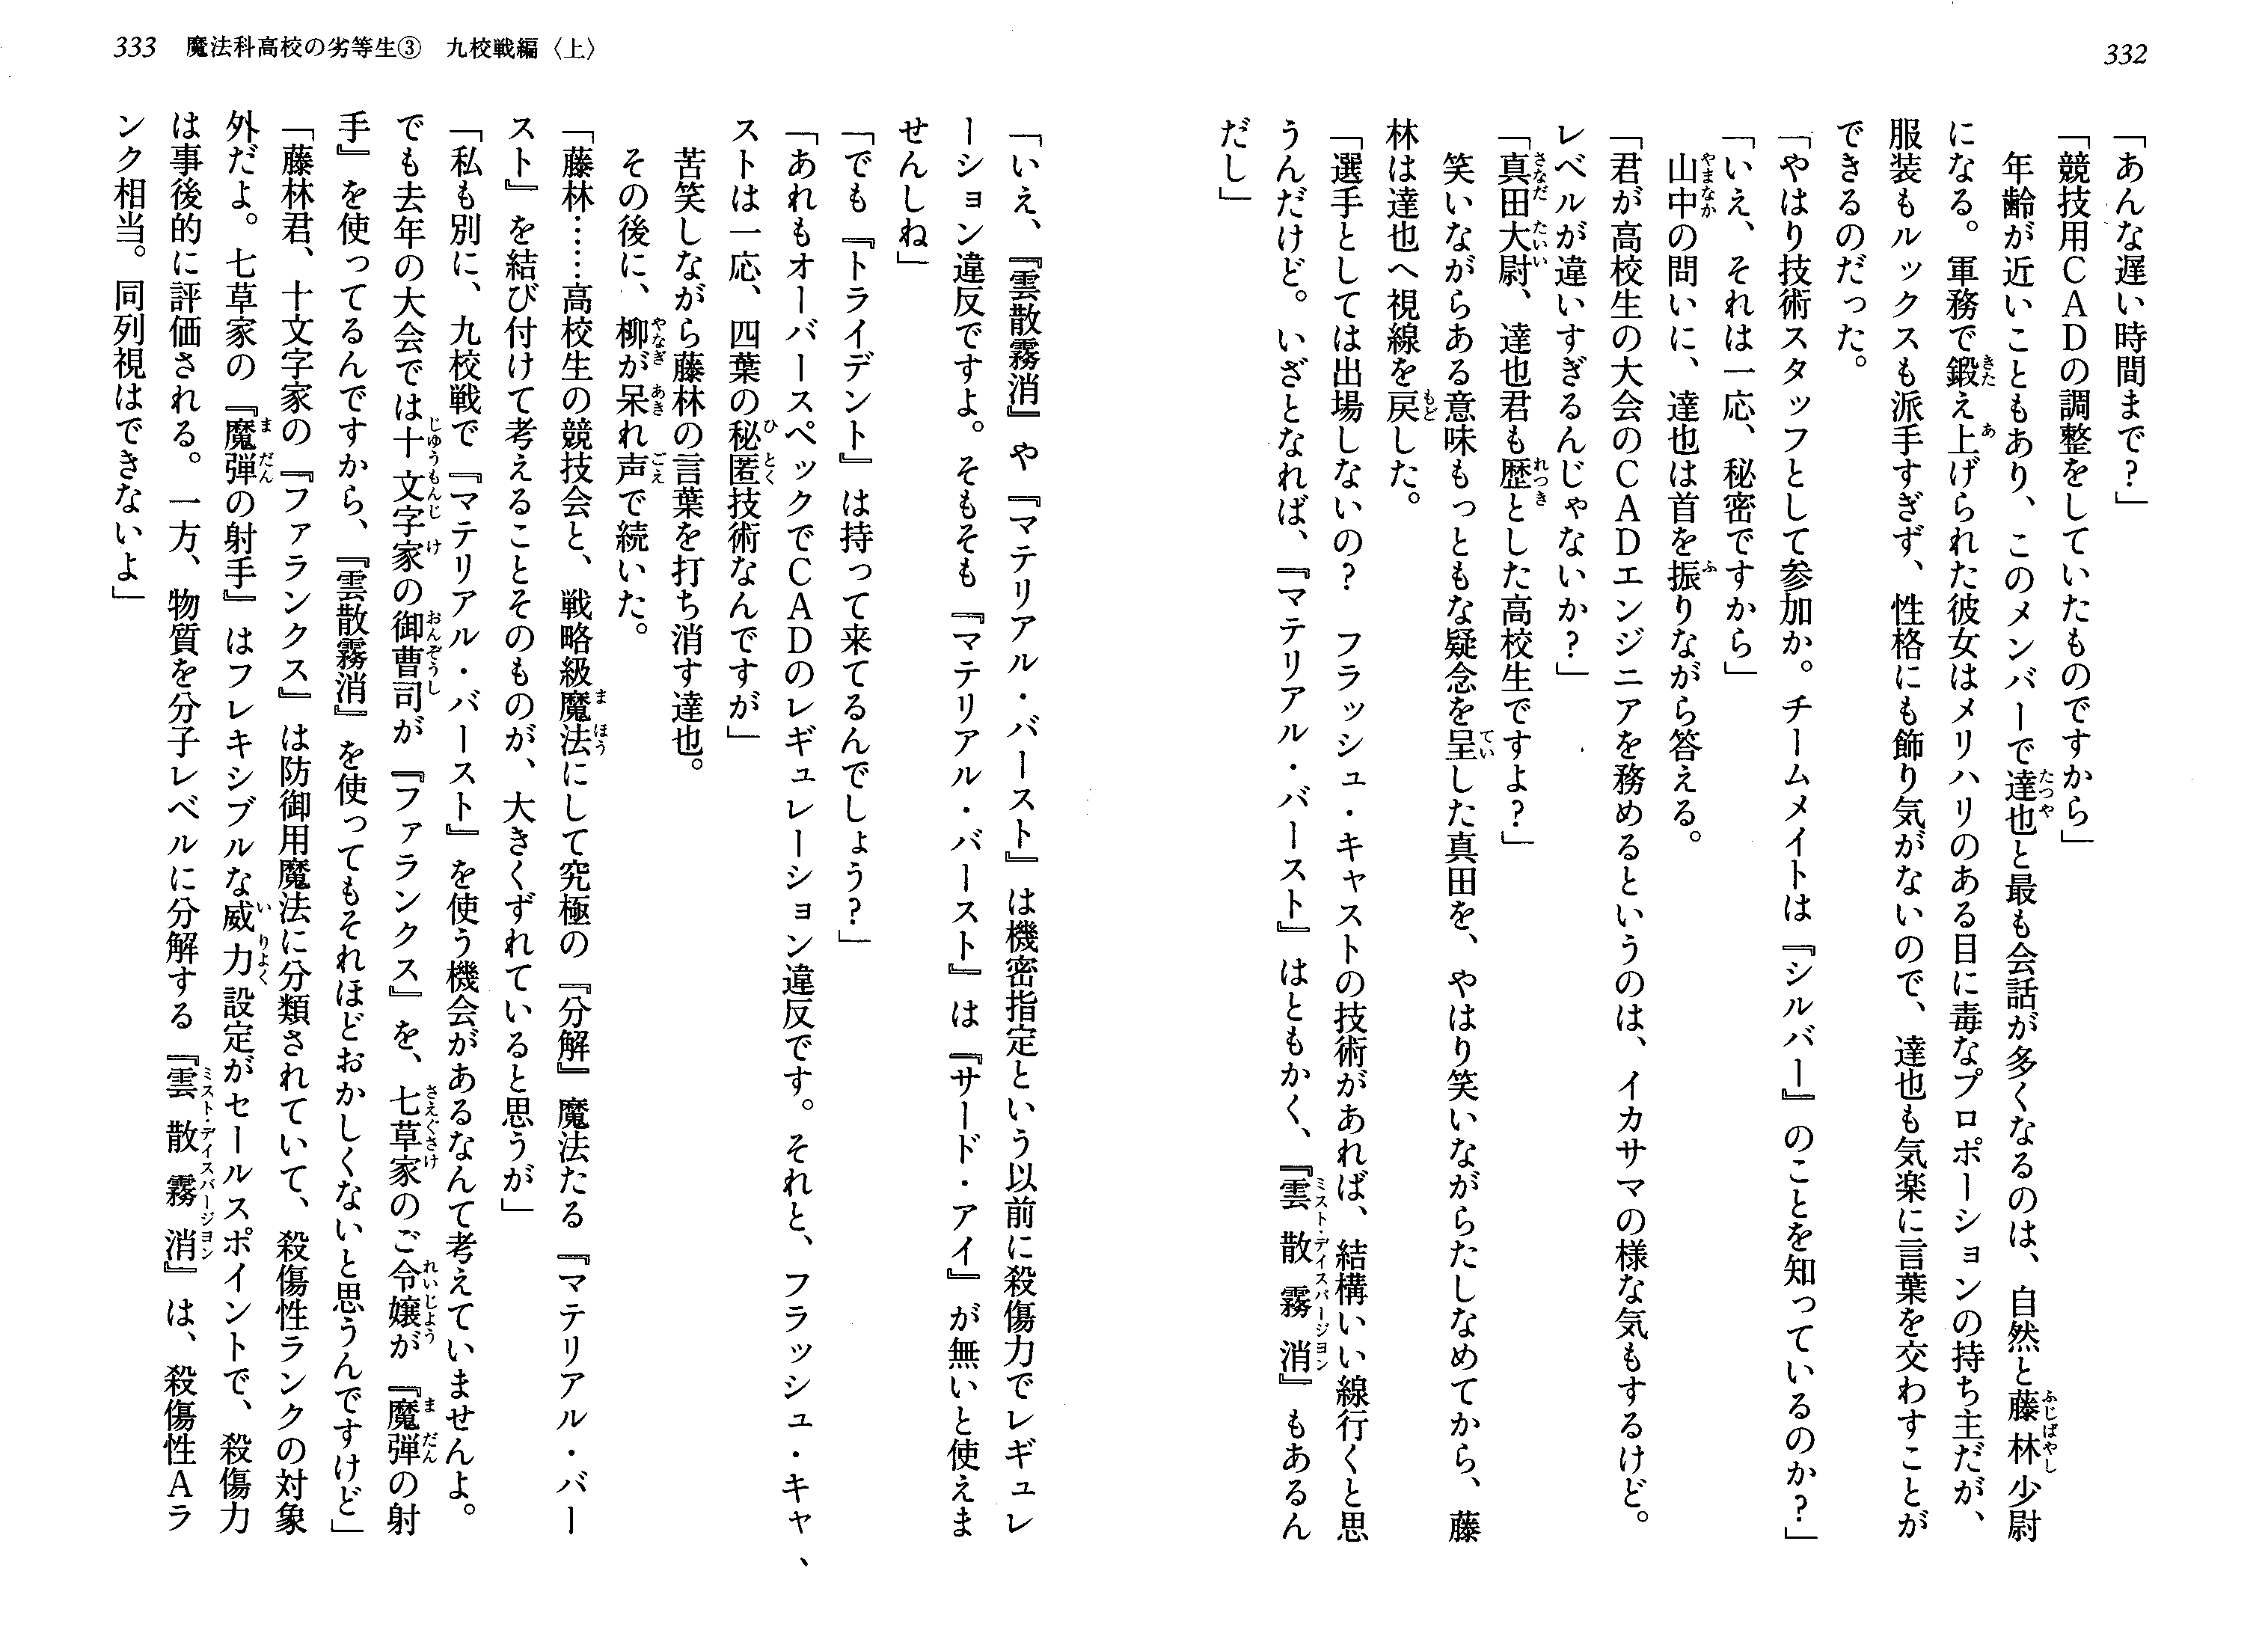 332
「あんな遅い時間まで?」
「競技用CADの調整をしていたものですから」
年齢が近いこともあり、このメンバーで達也と最も会話が多くなるのは、自然と藤林少尉
になる。軍務で鍛え上げられた彼女はメリハリのある目に毒なプロポーションの持ち主だが、
服装もルックスも派手すぎず、性格にも飾り気がないので、達也も気楽に言葉を交わすことが
できるのだった。
「やはり技術スタッフとして参加か。チームメイトは『シルバー』のことを知っているのか?」
「いえ、それは一応、秘密ですから」
山中の問いに、達也は首を振りながら答える。
「君が高校生の大会のCADエンジニアを務めるというのは、イカサマの様な気もするけど。
レベルが違いすぎるんじゃないか?」
「真田大尉、達也君も歴とした高校生ですよ?」
笑いながらある意味もっともな疑念を呈した真田を、やはり笑いながらたしなめてから、藤
林は達也へ視線を戻した。
「選手としては出場しないの? フラッシュ・キャストの技術があれば、結構いい線行くと思
うんだけど。いざとなれば、『マテリアル・バースト』はともかく、『雲散霧消』もあるん
だし」
333 魔法科高校の劣等生③ 九校戦編〈上〉
「いえ、『雲散霧消』や『マテリアル・バースト』は機密指定という以前に殺傷力でレギュレ
ーション違反ですよ。そもそも『マテリアル・バースト』は『サード・アイ』が無いと使えま
せんしね」
「でも『トライデント』は持って来てるんでしょう?」
「あれもオーバースペックでCADのレギュレーション違反です。それと、フラッシュ・キャ、
ストは一応、四葉の秘匿技術なんですが」
苦笑しながら藤林の言葉を打ち消す達也。
その後に、柳が呆れ声で続いた。
「藤林……高校生の競技会と、戦略級魔法にして究極の『分解』魔法たる『マテリアル・バー
スト』を結び付けて考えることそのものが、大きくずれていると思うが」
「私も別に、九校戦で『マテリアル・バースト』を使う機会があるなんて考えていませんよ。
でも去年の大会では十文字家の御曹司が『ファランクス』を、七草家のご令嬢が『魔弾の射
手』を使ってるんですから、『雲散霧消』を使ってもそれほどおかしくないと思うんですけど」
「藤林君、十文字家の『ファランクス』は防御用魔法に分類されていて、殺傷性ランクの対象
外だよ。七草家の『魔弾の射手』はフレキシブルな威力設定がセールスポイントで、殺傷力
は事後的に評価される。一方、物質を分子レベルに分解する『雲散霧消』は、殺傷性Aラ
ンク相当。同列視はできないよ」